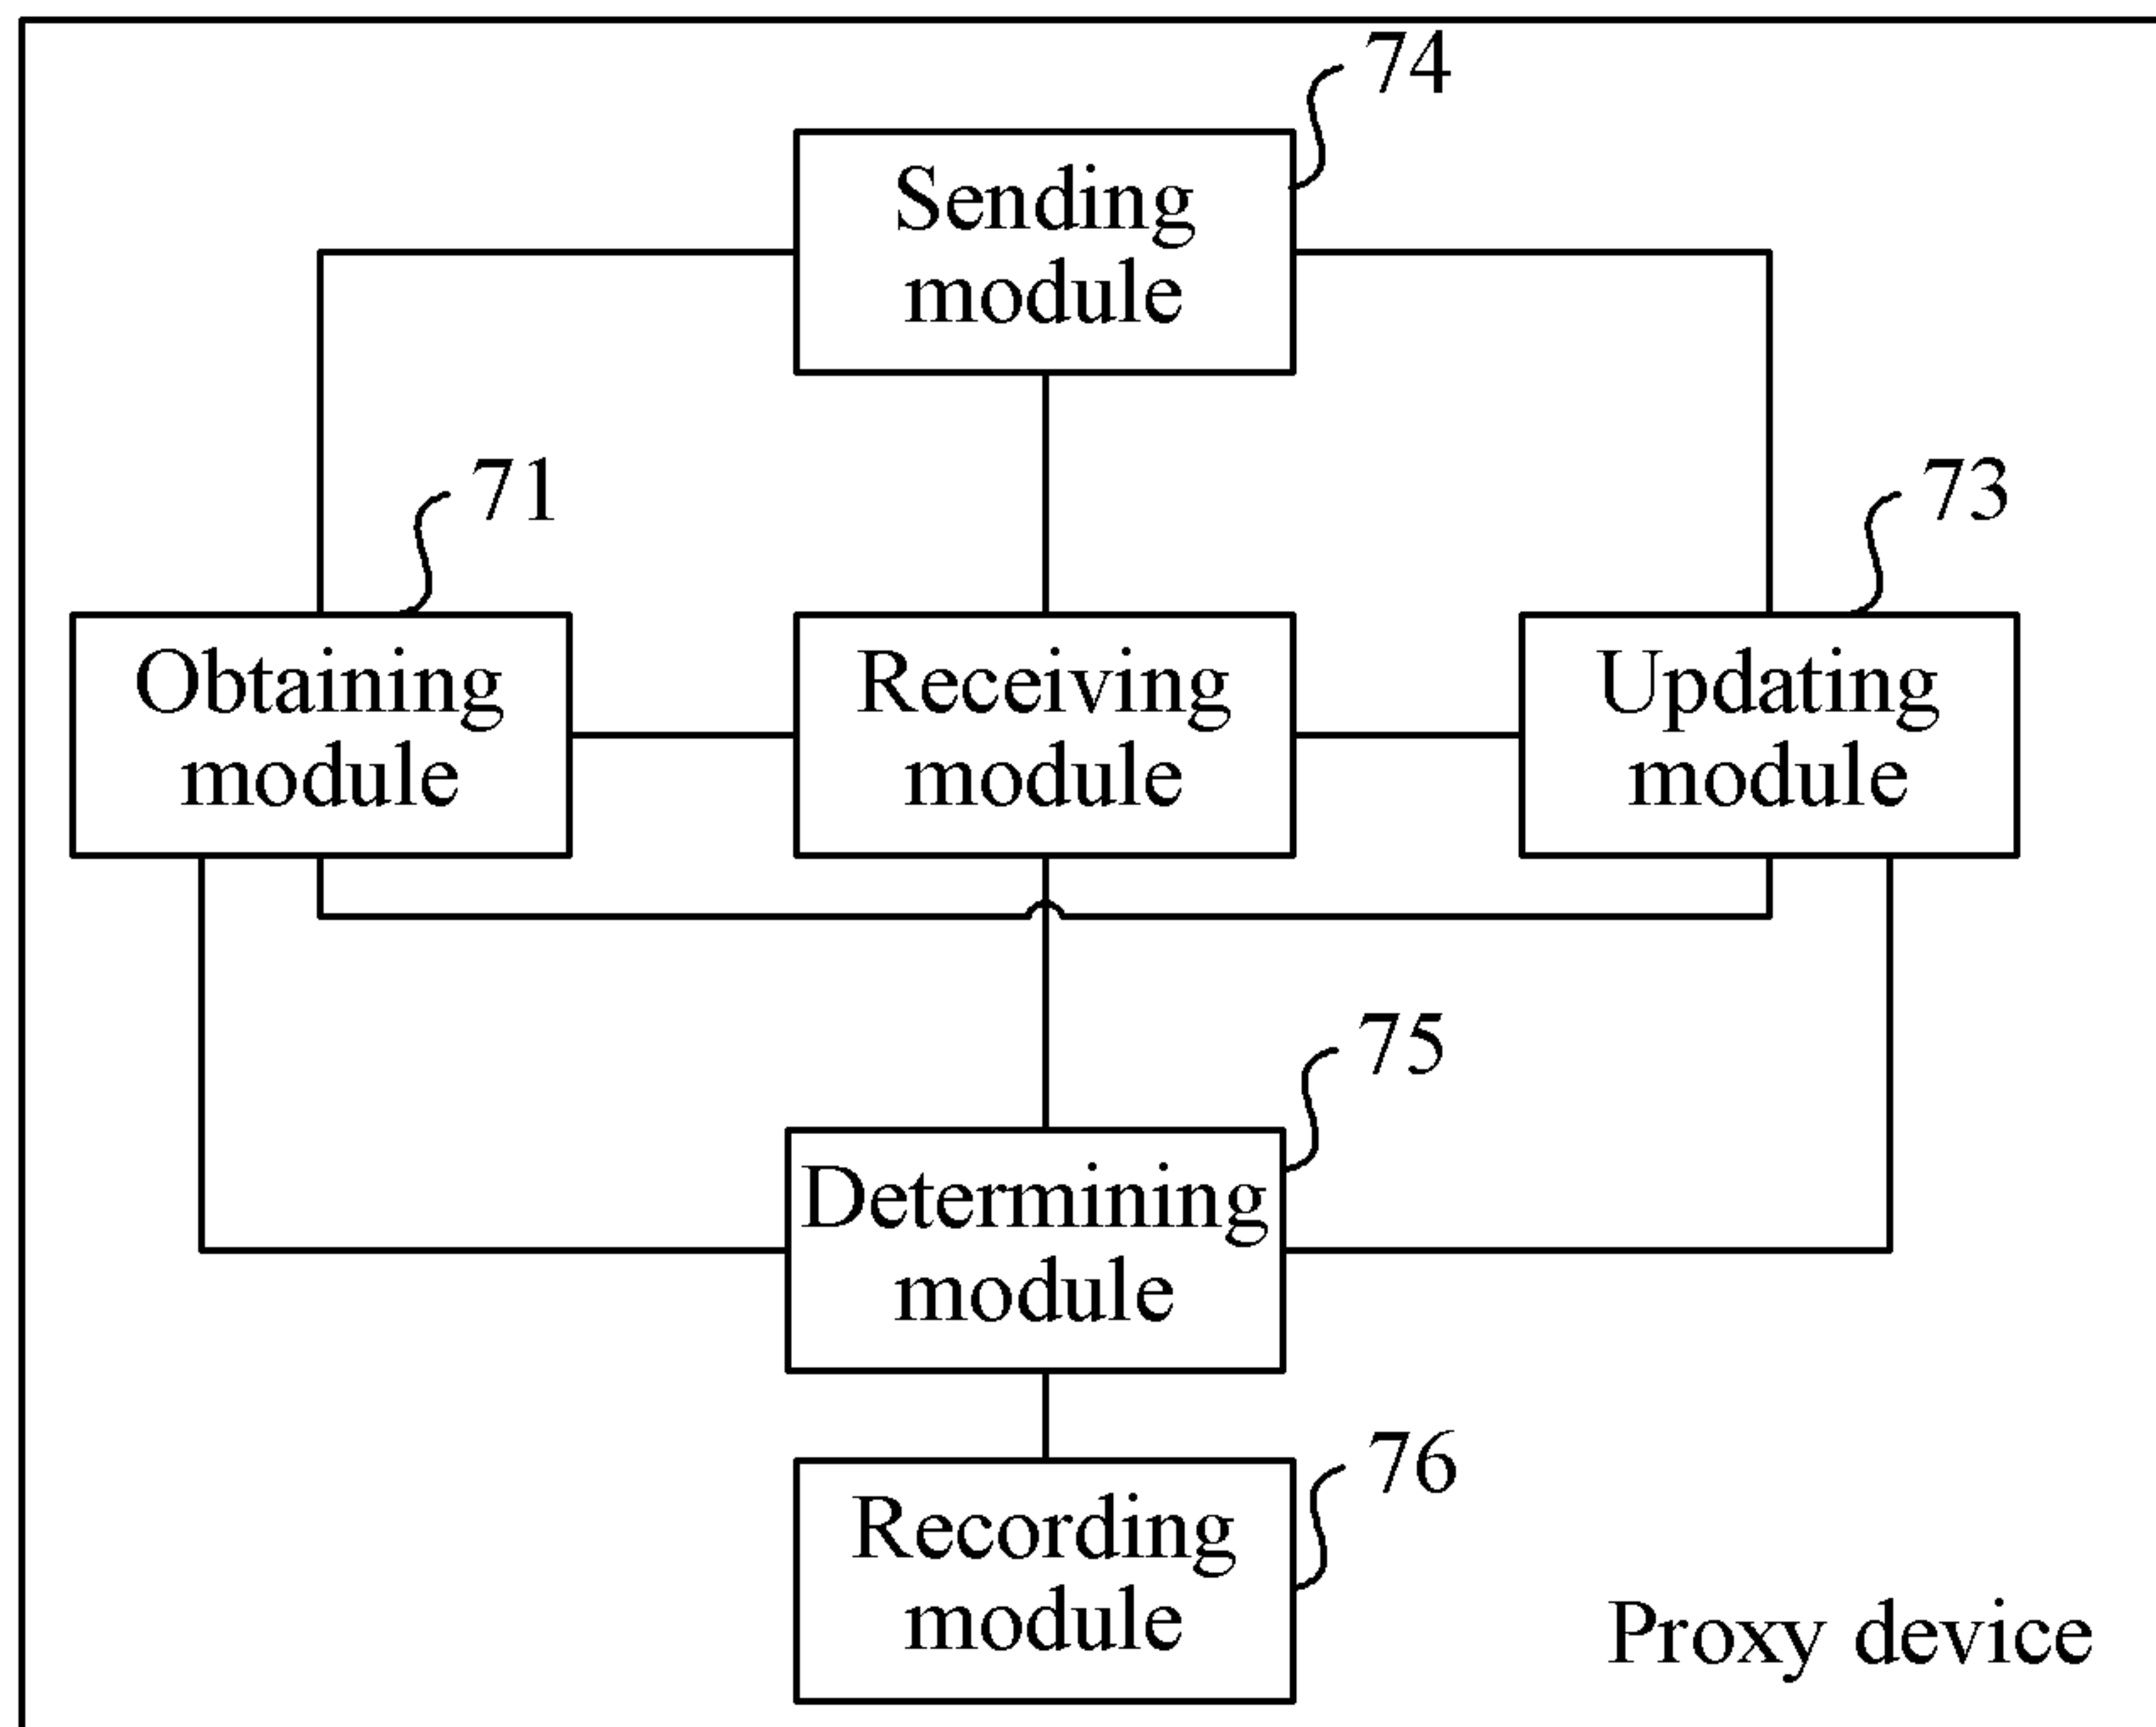 74
Sending
module
71
73
Obtaining
module
Receiving
module
Updating
module
75
Determining
module
76
Recording
module
Proxy device